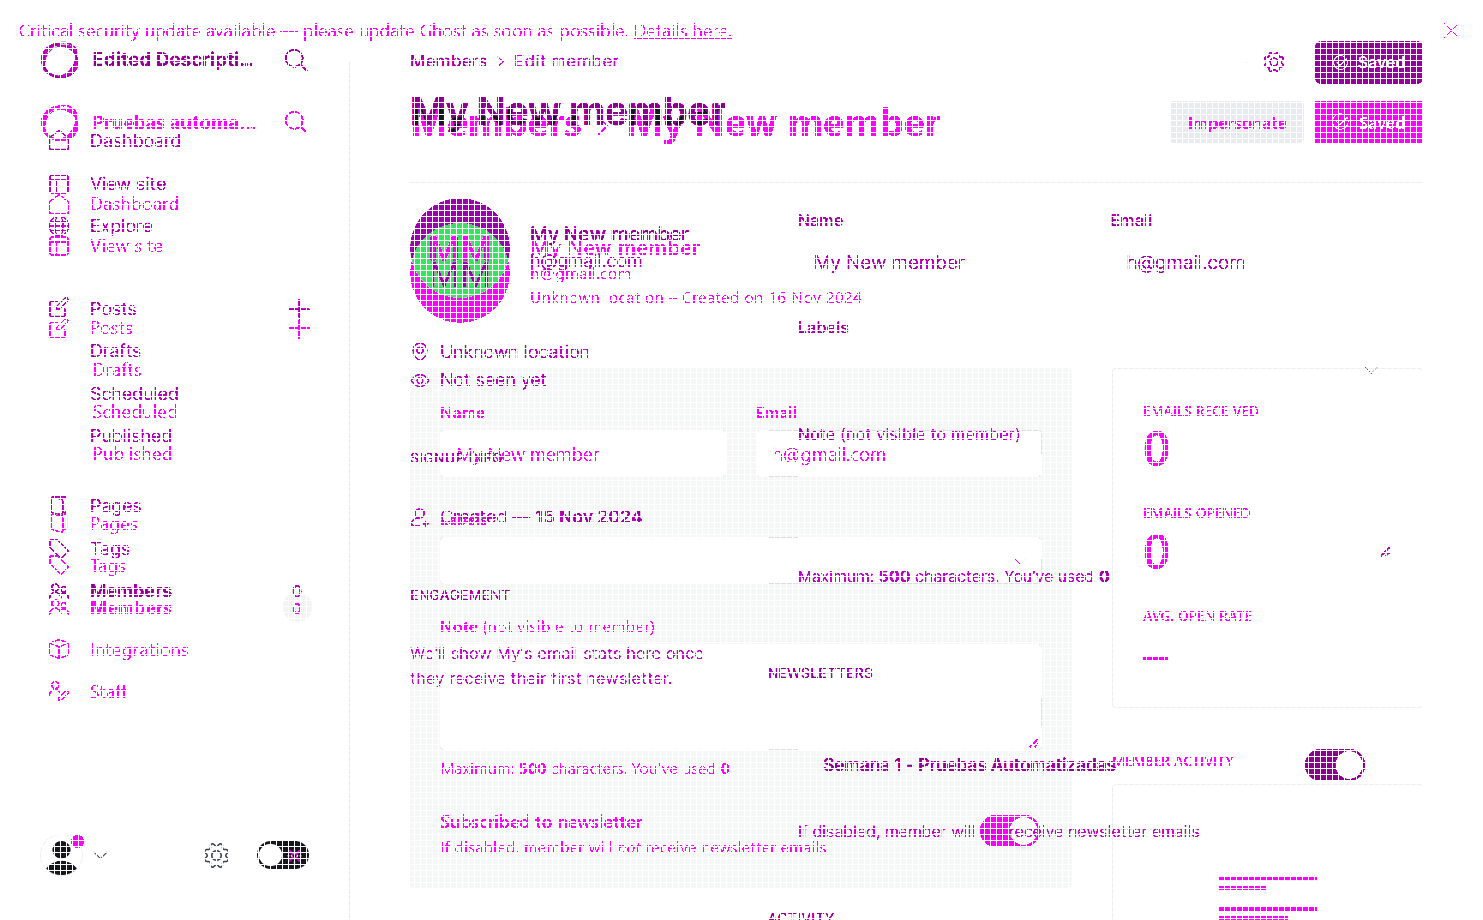 Critical security update available — please update Ghost as soon as possible. Details here.
Edited Descripti...
Members > Edit member
Saved
My New member
Pruebas automa...
Members > My New member
Impersonate
Saved
Dashboard
View site
Dashboard
Explore
View site
Name
Email
My New member
My New member
h@gmail.com
h@gmail.com
My New member
h@gmail.com
Unknown location – Created on 15 Nov 2024
Posts
Posts
Labels
Drafts
Drafts
Unknown location
Not seen yet
Scheduled
Scheduled
Name
Email
EMAILS RECEIVED
0
Published
Published
Note (not visible to member)
SIGNUP INFO
My New member
h@gmail.com
Pages
Pages
Created — 15 Nov 2024
EMAILS OPENED
0
Tags
Tags
Maximum: 500 characters. You've used 0
Members 0
Members 0
ENGAGEMENT
AVG. OPEN RATE
Note (not visible to member)
Integrations
We'll show My's email stats here once
they receive their first newsletter.
NEWSLETTERS
Staff
Semana 1 - Pruebas Automatizadas
MEMBER ACTIVITY
Maximum: 500 characters. You've used 0
Subscribed to newsletter
If disabled, member will receive newsletter emails
If disabled, member will not receive newsletter emails
ACTIVITY